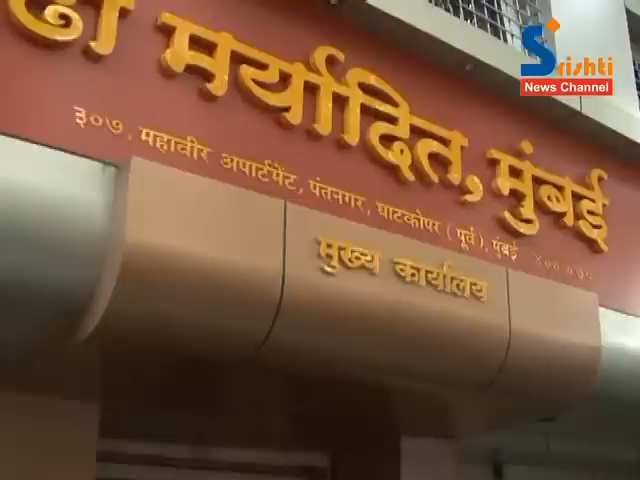 Srishti
News Channel
मर्यादित, मुंबई
३०७, महावीर अपार्टमेंट, पंतनगर, घाटकोपर (पूर्व), मुंबई
मुख्य कार्यालय